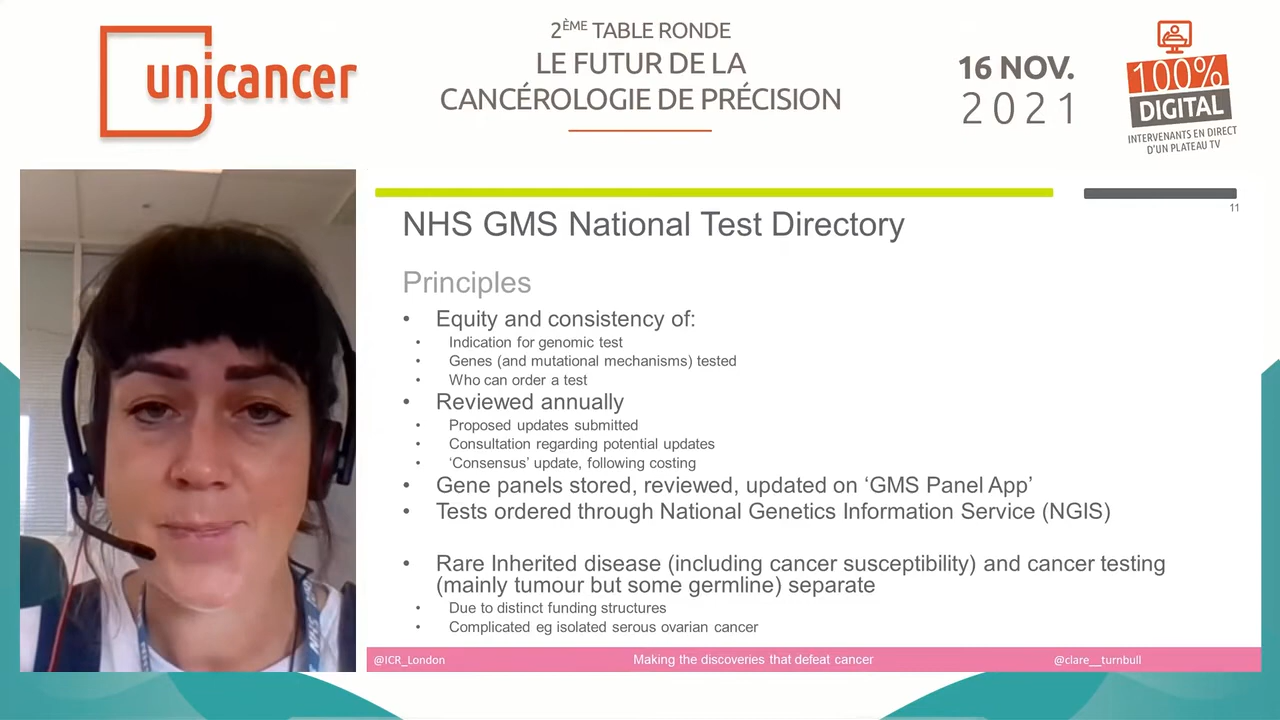 unicancer
2ÈME TABLE RONDE
LE FUTUR DE LA
CANCÉROLOGIE DE PRÉCISION
16 NOV.
2021
100%
DIGITAL
INTERVENANTS EN DIRECT
D'UN PLATEAU TV
11
NHS GMS National Test Directory
Principles
• Equity and consistency of:
• Indication for genomic test
• Genes (and mutational mechanisms) tested
• Who can order a test
• Reviewed annually
• Proposed updates submitted
• Consultation regarding potential updates
• ‘Consensus’ update, following costing
• Gene panels stored, reviewed, updated on ‘GMS Panel App’
• Tests ordered through National Genetics Information Service (NGIS)
• Rare Inherited disease (including cancer susceptibility) and cancer testing
(mainly tumour but some germline) separate
• Due to distinct funding structures
• Complicated eg isolated serous ovarian cancer
@ICR_London
Making the discoveries that defeat cancer
@clare__turnbull
NHS